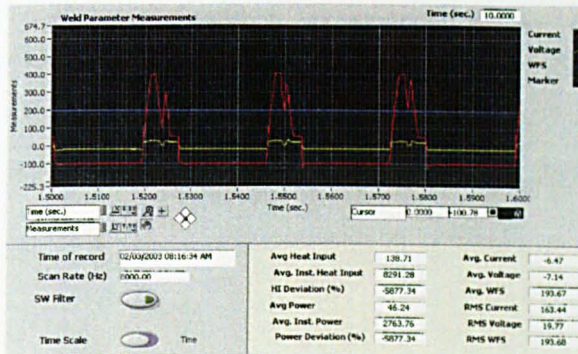 Weld Parameter Measurements
Time (sec.) 10.0000
Current
Voltage
WFS
Marker
Measurements
674.7
600.0
500.0
400.0
300.0
200.0
100.0
0.0
-100.0
-225.3
1.5000 1.5100 1.5200 1.5300 1.5400 1.5500 1.5600 1.5700 1.5800 1.5900 1.6000
Time (sec.)
Time (sec.)
Measurements
Cursor 0.0000 -100.78
Time of record 02/03/2003 08:16:34 AM
Scan Rate (Hz) 2000.00
SW Filter
Time Scale Time
Avg Heat Input 138.71
Avg. Inst. Heat Input 8291.28
HI Deviation (%) -5877.34
Avg Power 46.24
Avg. Inst. Power 2763.76
Power Deviation (%) -5877.34
Avg. Current -6.47
Avg. Voltage -7.14
Avg. WFS 193.67
RMS Current 163.44
RMS Voltage 19.77
RMS WFS 193.68